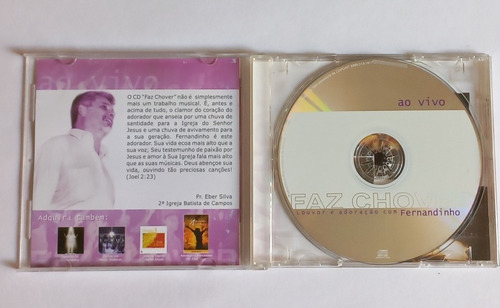 ao vivo
O CD "Faz Chover" não é simplesmente
mais um trabalho musical. É, antes e
acima de tudo, o clamor do coração do
adorador que anseia por uma chuva de
santidade para a Igreja do Senhor
Jesus e uma chuva de avivamento para
a sua geração. Fernandinho é este
adorador. Sua vida ecoa mais alto que a
sua voz; Seu testemunho de paixão por
Jesus e amor à Sua Igreja fala mais alto
que as suas músicas. Deus abençoe sua
vida, ouvindo tão preciosas canções!
(Joel 2:23)
Pr. Eber Silva
2ª Igreja Batista de Campos
Adquira também:
ao vivo
FAZ CHOV
Louvor e adoração com Fernandinho